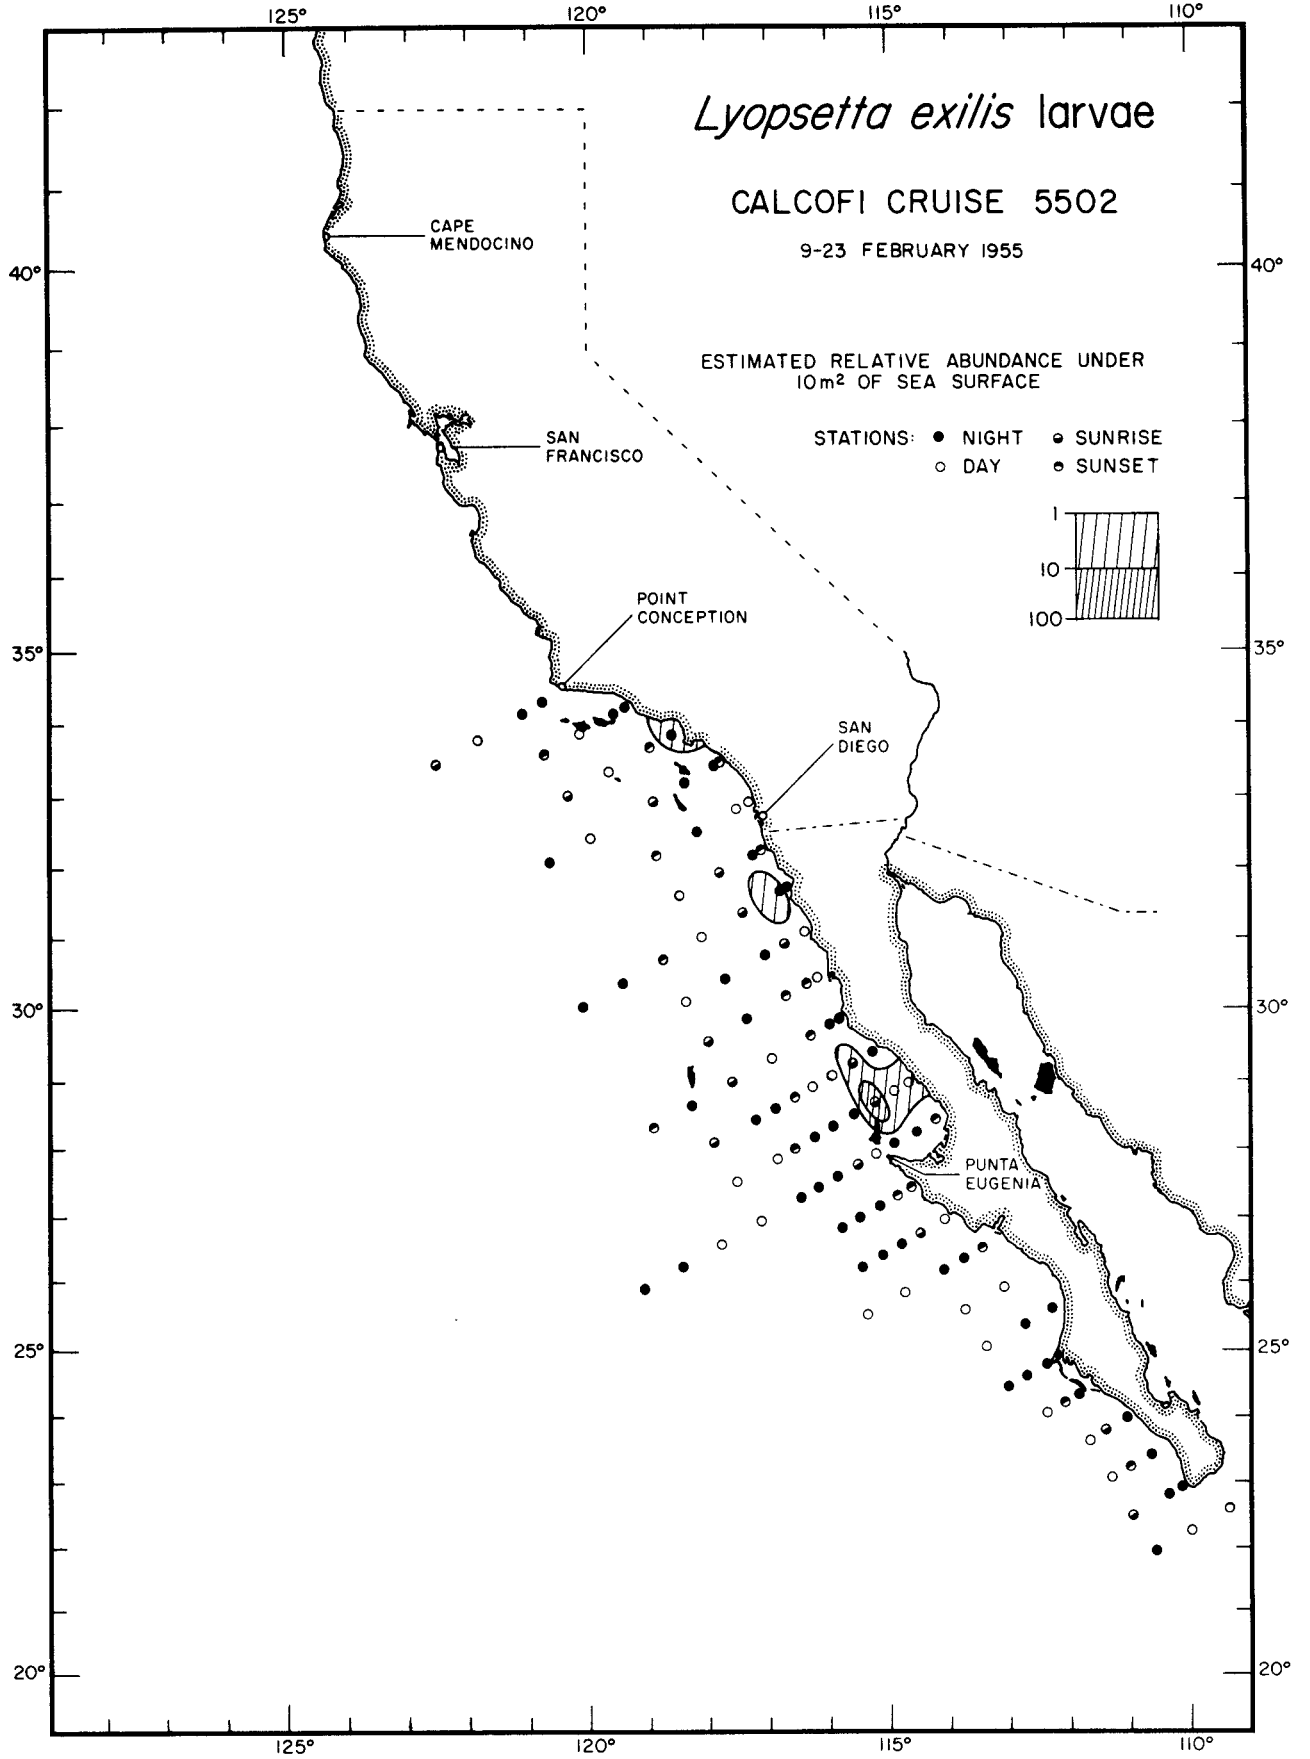 125° 120° 115° 110°
Lyopsetta exilis larvae
CALCOFI CRUISE 5502
9-23 FEBRUARY 1955
CAPE
MENDOCINO
40° 40°
ESTIMATED RELATIVE ABUNDANCE UNDER
10m² OF SEA SURFACE
STATIONS: NIGHT SUNRISE
DAY SUNSET
SAN
FRANCISCO
1
10
100
POINT
CONCEPTION
35° 35°
SAN
DIEGO
30° 30°
PUNTA
EUGENIA
25° 25°
20° 20°
125° 120° 115° 110°